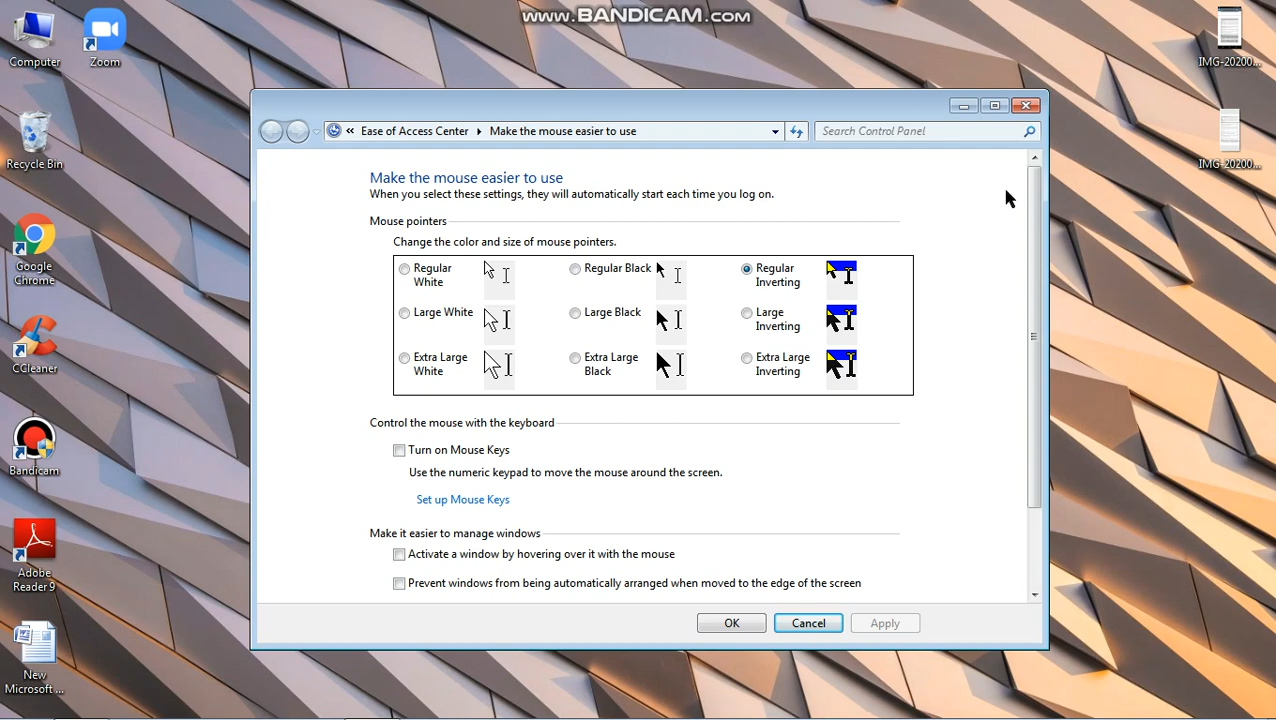 www.BANDICAM.com
Computer
Zoom
Recycle Bin
Google
Chrome
CCleaner
Bandicam
Adobe
Reader 9
New
Microsoft ...
IMG-20200...
IMG-20200...
Ease of Access Center
Make the mouse easier to use
Search Control Panel
Make the mouse easier to use
When you select these settings, they will automatically start each time you log on.
Mouse pointers
Change the color and size of mouse pointers.
Regular
White
Regular Black
Regular
Inverting
Large White
Large Black
Large
Inverting
Extra Large
White
Extra Large
Black
Extra Large
Inverting
Control the mouse with the keyboard
Turn on Mouse Keys
Use the numeric keypad to move the mouse around the screen.
Set up Mouse Keys
Make it easier to manage windows
Activate a window by hovering over it with the mouse
Prevent windows from being automatically arranged when moved to the edge of the screen
OK
Cancel
Apply